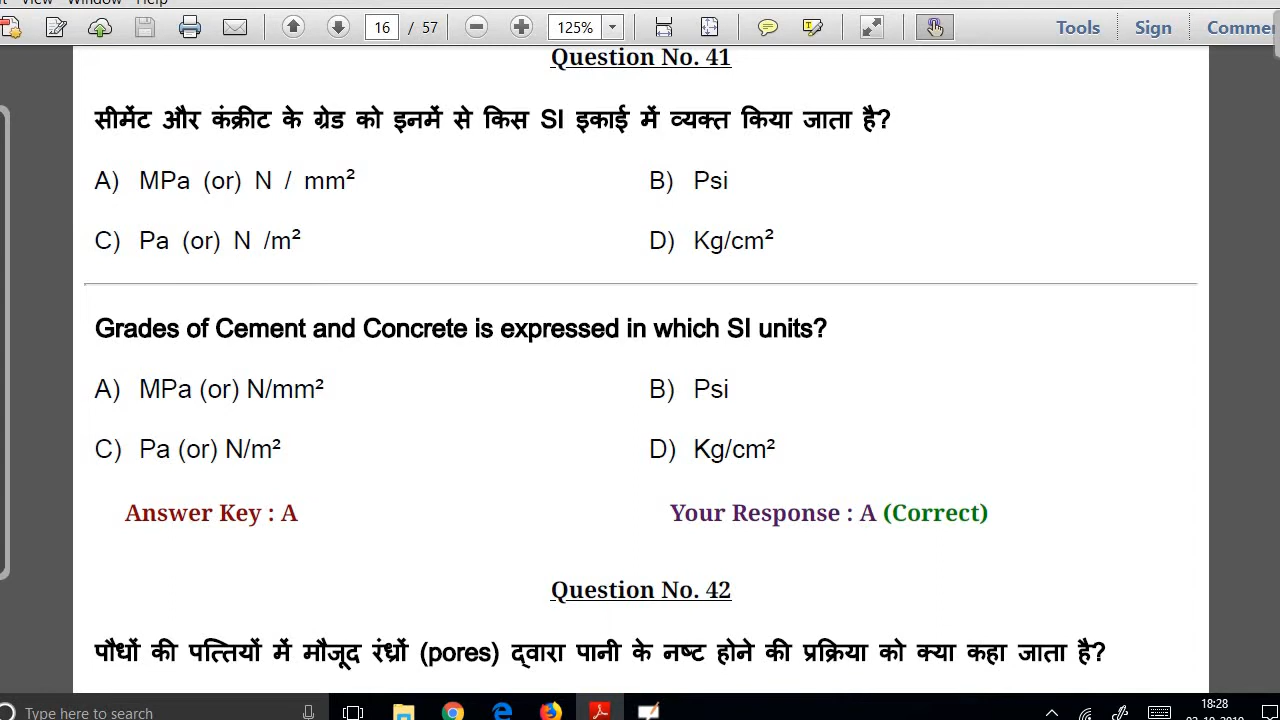 View Window Help
16 / 57 125% Tools Sign
Question No. 41
सीमेंट और कंक्रीट के ग्रेड को इनमें से किस SI इकाई में व्यक्त किया जाता है?
A) MPa (or) N / mm² B) Psi
C) Pa (or) N /m² D) Kg/cm²
Grades of Cement and Concrete is expressed in which SI units?
A) MPa (or) N/mm² B) Psi
C) Pa (or) N/m² D) Kg/cm²
Answer Key : A Your Response : A (Correct)
Question No. 42
पौधों की पत्तियों में मौजूद रंध्रों (pores) द्वारा पानी के नष्ट होने की प्रक्रिया को क्या कहा जाता है?
18:28
Type here to search